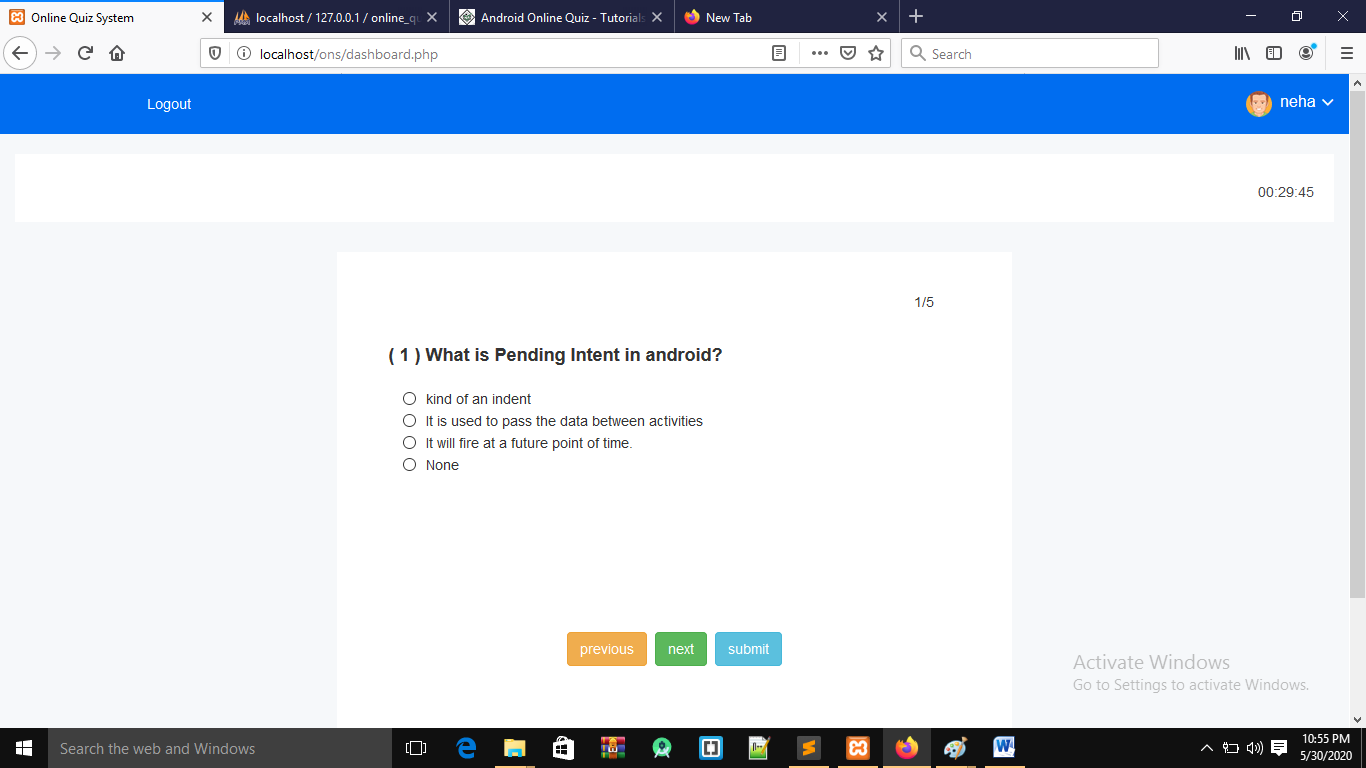 Online Quiz System
localhost / 127.0.0.1 / online_qu
Android Online Quiz - Tutorials
New Tab
localhost/ons/dashboard.php
Search
Logout
neha
00:29:45
1/5
( 1 ) What is Pending Intent in android?
kind of an indent
It is used to pass the data between activities
It will fire at a future point of time.
None
previous next submit
Activate Windows
Go to Settings to activate Windows.
Search the web and Windows
10:55 PM
5/30/2020